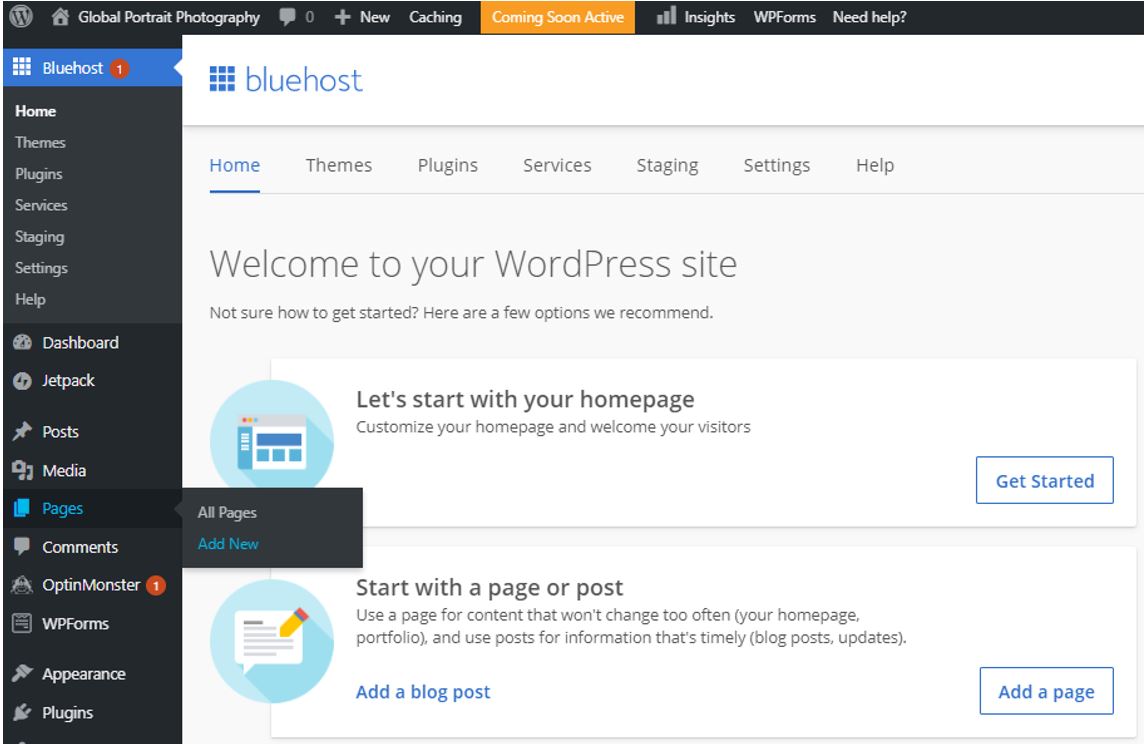 Global Portrait Photography 0 New Caching Coming Soon Active Insights WPForms Need help?
Bluehost 1
Home
Themes
Plugins
Services
Staging
Settings
Help
Dashboard
Jetpack
Posts
Media
Pages
All Pages
Add New
Comments
OptinMonster 1
WPForms
Appearance
Plugins
bluehost
Home Themes Plugins Services Staging Settings Help
Welcome to your WordPress site
Not sure how to get started? Here are a few options we recommend.
Let's start with your homepage
Customize your homepage and welcome your visitors
Get Started
Start with a page or post
Use a page for content that won't change too often (your homepage,
portfolio), and use posts for information that's timely (blog posts, updates).
Add a blog post
Add a page